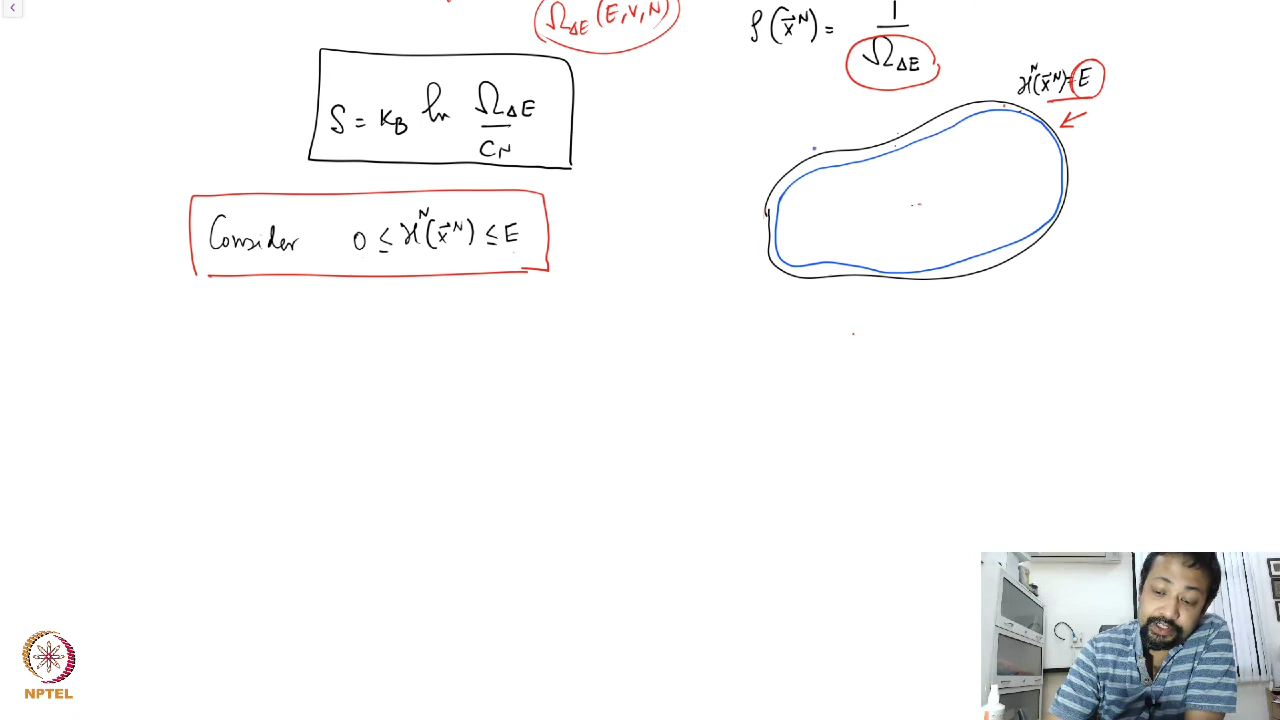 Ω_ΔE (E, V, N)
ρ(x⃗^N) = 1 / Ω_ΔE
ℋ^N(x⃗^N) = E
S = K_B ln Ω_ΔE / C_N
Consider 0 ≤ ℋ^N(x⃗^N) ≤ E
NPTEL